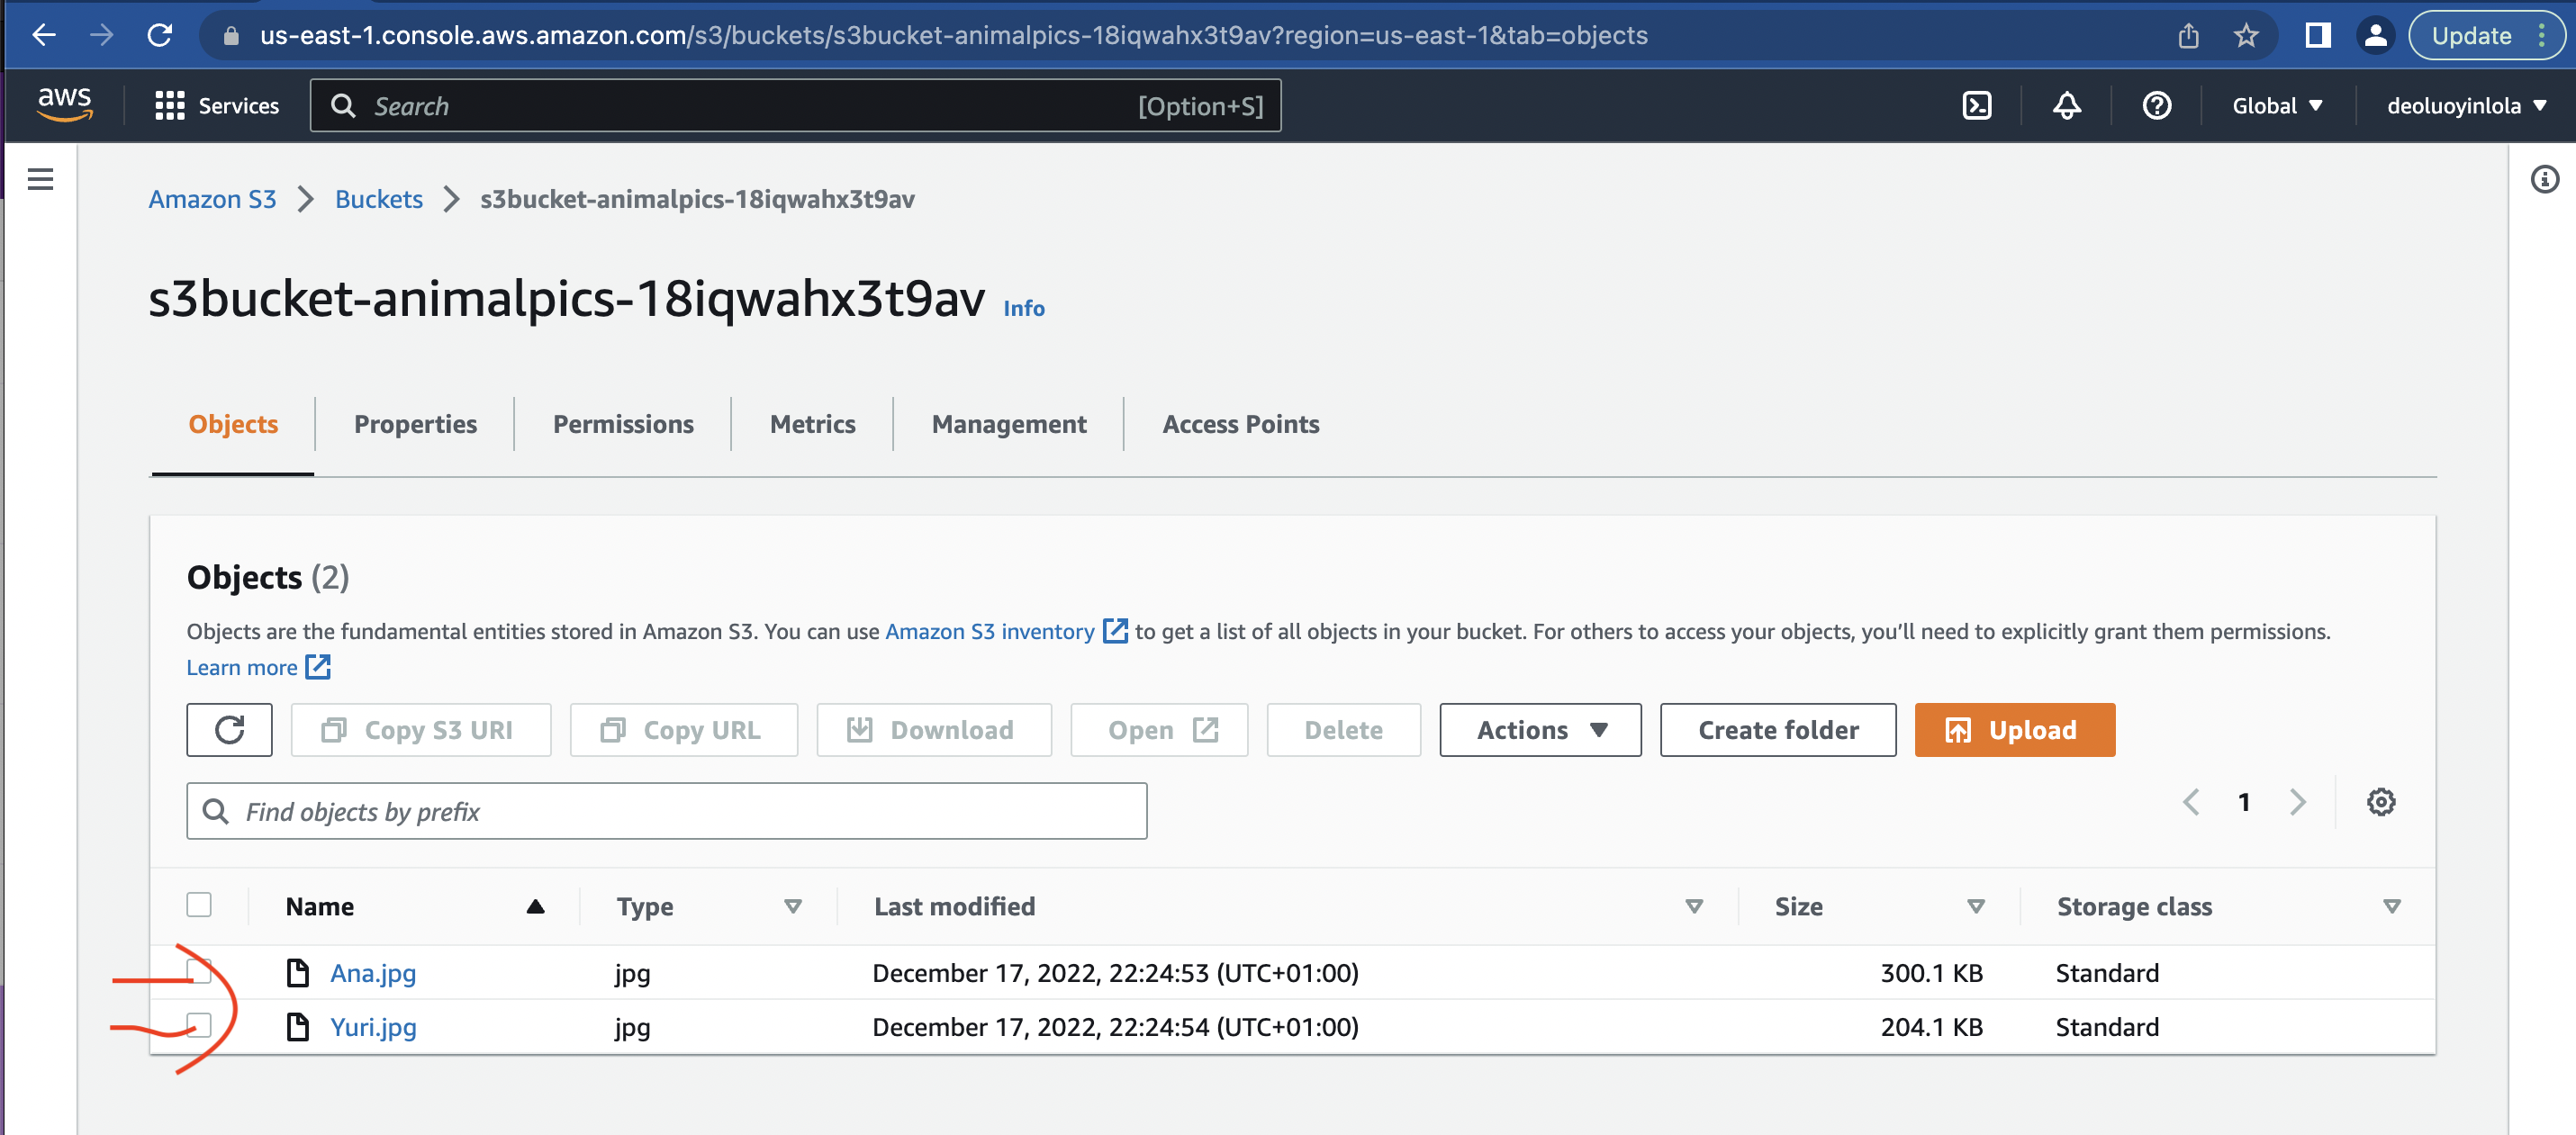 us-east-1.console.aws.amazon.com/s3/buckets/s3bucket-animalpics-18iqwahx3t9av?region=us-east-1&tab=objects
Update
aws Services Search [Option+S] Global deoluoyinlola
Amazon S3 Buckets s3bucket-animalpics-18iqwahx3t9av
s3bucket-animalpics-18iqwahx3t9av Info
Objects Properties Permissions Metrics Management Access Points
Objects (2)
Objects are the fundamental entities stored in Amazon S3. You can use Amazon S3 inventory to get a list of all objects in your bucket. For others to access your objects, you’ll need to explicitly grant them permissions.
Learn more
Copy S3 URI Copy URL Download Open Delete Actions Create folder Upload
Find objects by prefix 1
Name Type Last modified Size Storage class
Ana.jpg jpg December 17, 2022, 22:24:53 (UTC+01:00) 300.1 KB Standard
Yuri.jpg jpg December 17, 2022, 22:24:54 (UTC+01:00) 204.1 KB Standard